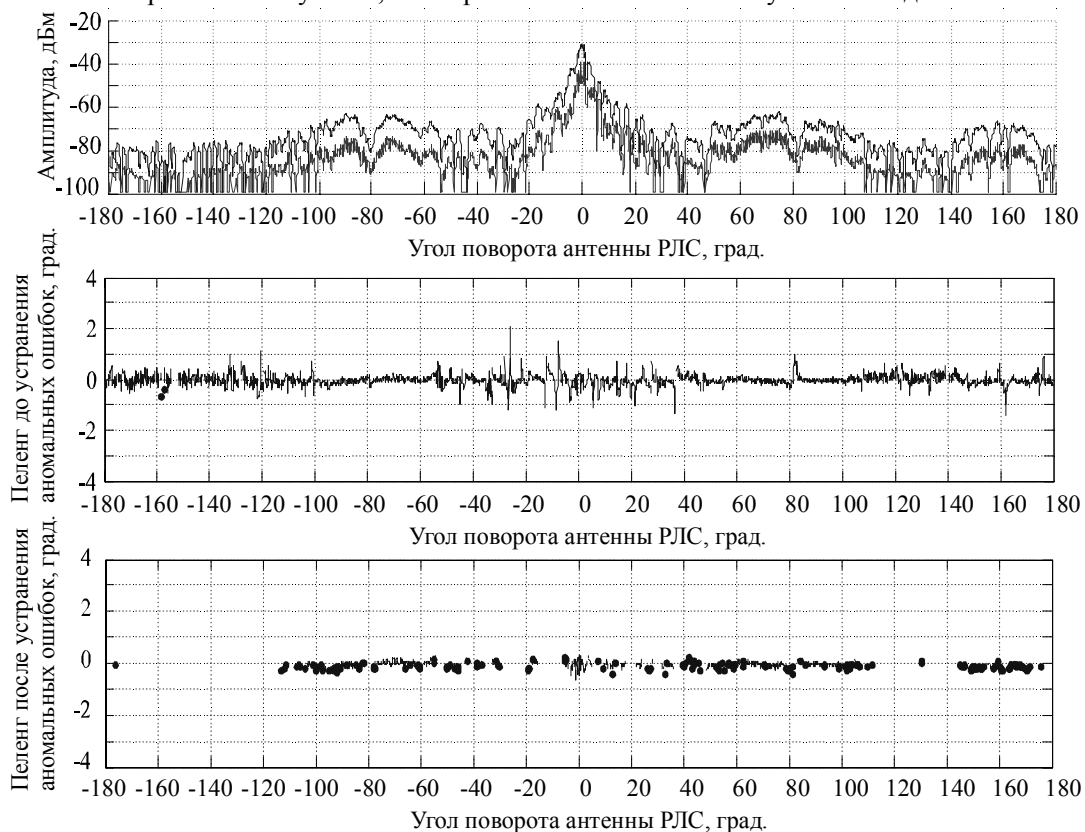 Амплитуда, дБм
-20
-40
-60
-80
-100
-180 -160 -140 -120 -100 -80 -60 -40 -20 0 20 40 60 80 100 120 140 160 180
Угол поворота антенны РЛС, град.
Пеленг до устранения
аномальных ошибок, град.
4
2
0
-2
-4
-180 -160 -140 -120 -100 -80 -60 -40 -20 0 20 40 60 80 100 120 140 160 180
Угол поворота антенны РЛС, град.
Пеленг после устранения
аномальных ошибок, град.
4
2
0
-2
-4
-180 -160 -140 -120 -100 -80 -60 -40 -20 0 20 40 60 80 100 120 140 160 180
Угол поворота антенны РЛС, град.